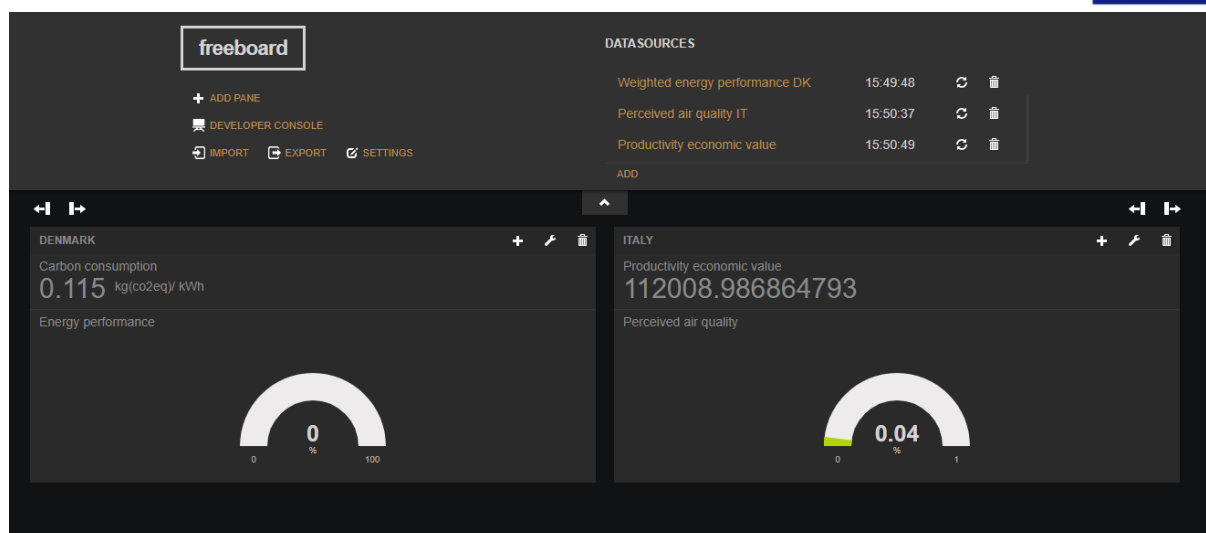 freeboard
ADD PANE
DEVELOPER CONSOLE
IMPORT EXPORT SETTINGS
DATASOURCES
Weighted energy performance DK 15:49:48
Perceived air quality IT 15:50:37
Productivity economic value 15:50:49
ADD
DENMARK
Carbon consumption
0.115 kg(co2eq)/ kWh
Energy performance
0
%
0 100
ITALY
Productivity economic value
112008.986864793
Perceived air quality
0.04
%
0 1